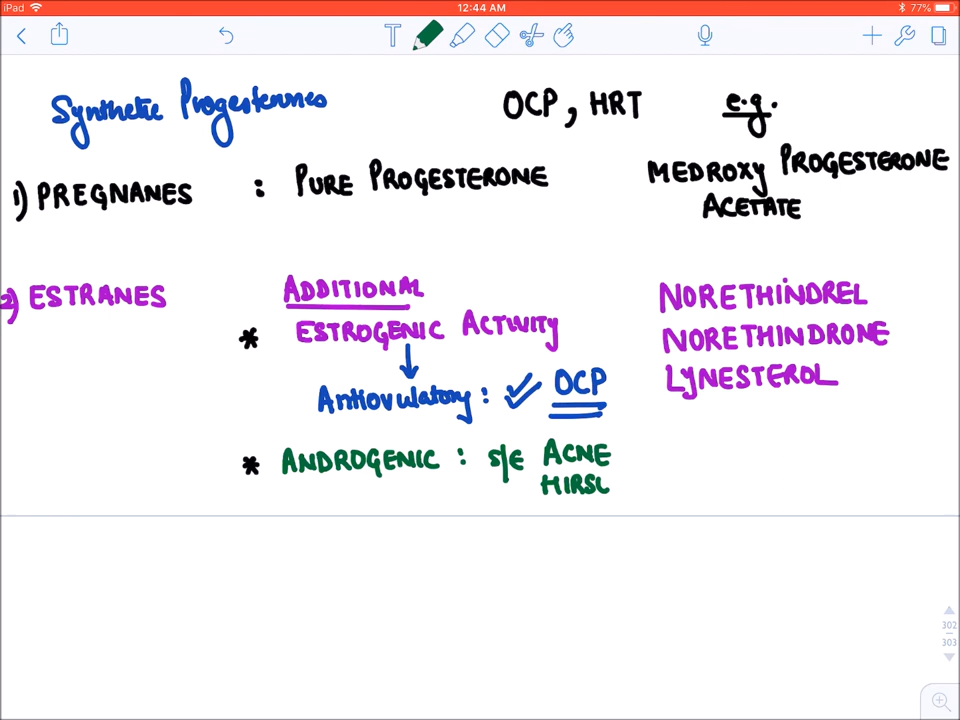 iPad 12:44 AM 77%
T
Synthetic Progesterones OCP, HRT e.g.
1) PREGNANES : PURE PROGESTERONE MEDROXY PROGESTERONE
ACETATE
2) ESTRANES ADDITIONAL NORETHINDREL
* ESTROGENIC ACTIVITY NORETHINDRONE
Antiovulatory : ✓✓ OCP LYNESTEROL
* ANDROGENIC : S/E ACNE
HIRSU
302
303